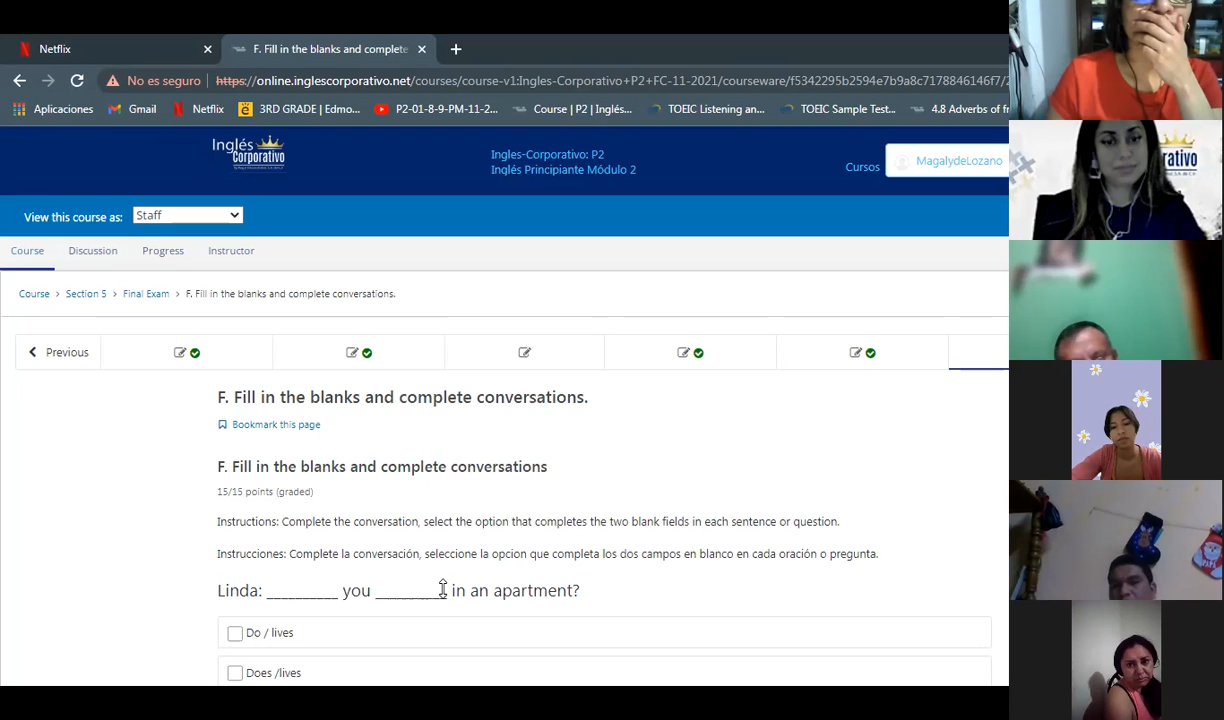 Netflix
F. Fill in the blanks and complete
No es seguro
https://online.inglescorporativo.net/courses/course-v1:Ingles-Corporativo+P2+FC-11-2021/courseware/f5342295b2594e7b9a8c7178846146f7/2
Aplicaciones
Gmail
Netflix
3RD GRADE | Edmo...
P2-01-8-9-PM-11-2...
Course | P2 | Inglés...
TOEIC Listening an...
TOEIC Sample Test...
4.8 Adverbs of fr
Inglés
Corporativo
Ingles-Corporativo: P2
Inglés Principiante Módulo 2
Cursos
MagalydeLozano
View this course as:
Staff
Course
Discussion
Progress
Instructor
Course > Section 5 > Final Exam > F. Fill in the blanks and complete conversations.
Previous
F. Fill in the blanks and complete conversations.
Bookmark this page
F. Fill in the blanks and complete conversations
15/15 points (graded)
Instructions: Complete the conversation, select the option that completes the two blank fields in each sentence or question.
Instrucciones: Complete la conversación, seleccione la opcion que completa los dos campos en blanco en cada oración o pregunta.
Linda: __________ you __________ in an apartment?
Do / lives
Does /lives